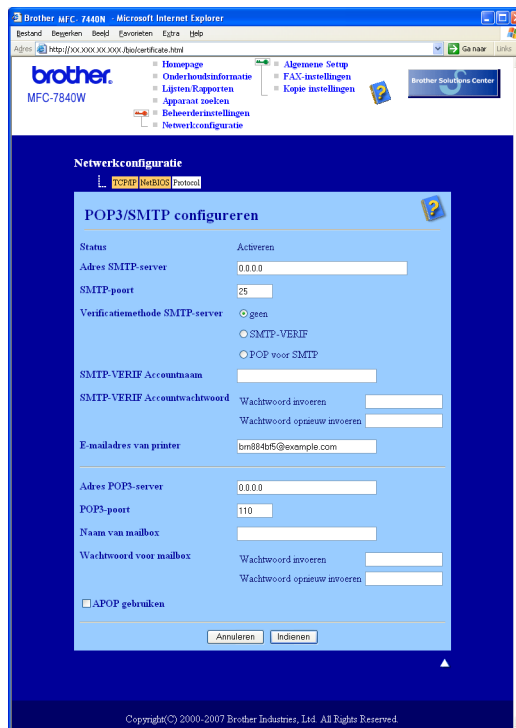 Brother MFC- 7440N - Microsoft Internet Explorer
Bestand Bewerken Beeld Favorieten Extra Help
Adres http://XX.XXX.XX.XXX /bio/certificate.html Ga naar Links
brother.
MFC-7840W
Homepage
Onderhoudsinformatie
Lijsten/Rapporten
Apparaat zoeken
Beheerderinstellingen
Netwerkconfiguratie
Algemene Setup
FAX-instellingen
Kopie instellingen
Brother Solutions Center
Netwerkconfiguratie
TCP/IP NetBIOS Protocol
POP3/SMTP configureren
Status Activeren
Adres SMTP-server 0.0.0.0
SMTP-poort 25
Verificatiemethode SMTP-server geen
SMTP-VERIF
POP voor SMTP
SMTP-VERIF Accountnaam
SMTP-VERIF Accountwachtwoord Wachtwoord invoeren
Wachtwoord opnieuw invoeren
E-mailadres van printer brn884bf5@example.com
Adres POP3-server 0.0.0.0
POP3-poort 110
Naam van mailbox
Wachtwoord voor mailbox Wachtwoord invoeren
Wachtwoord opnieuw invoeren
APOP gebruiken
Annuleren Indienen
Copyright(C) 2000-2007 Brother Industries, Ltd. All Rights Reserved.